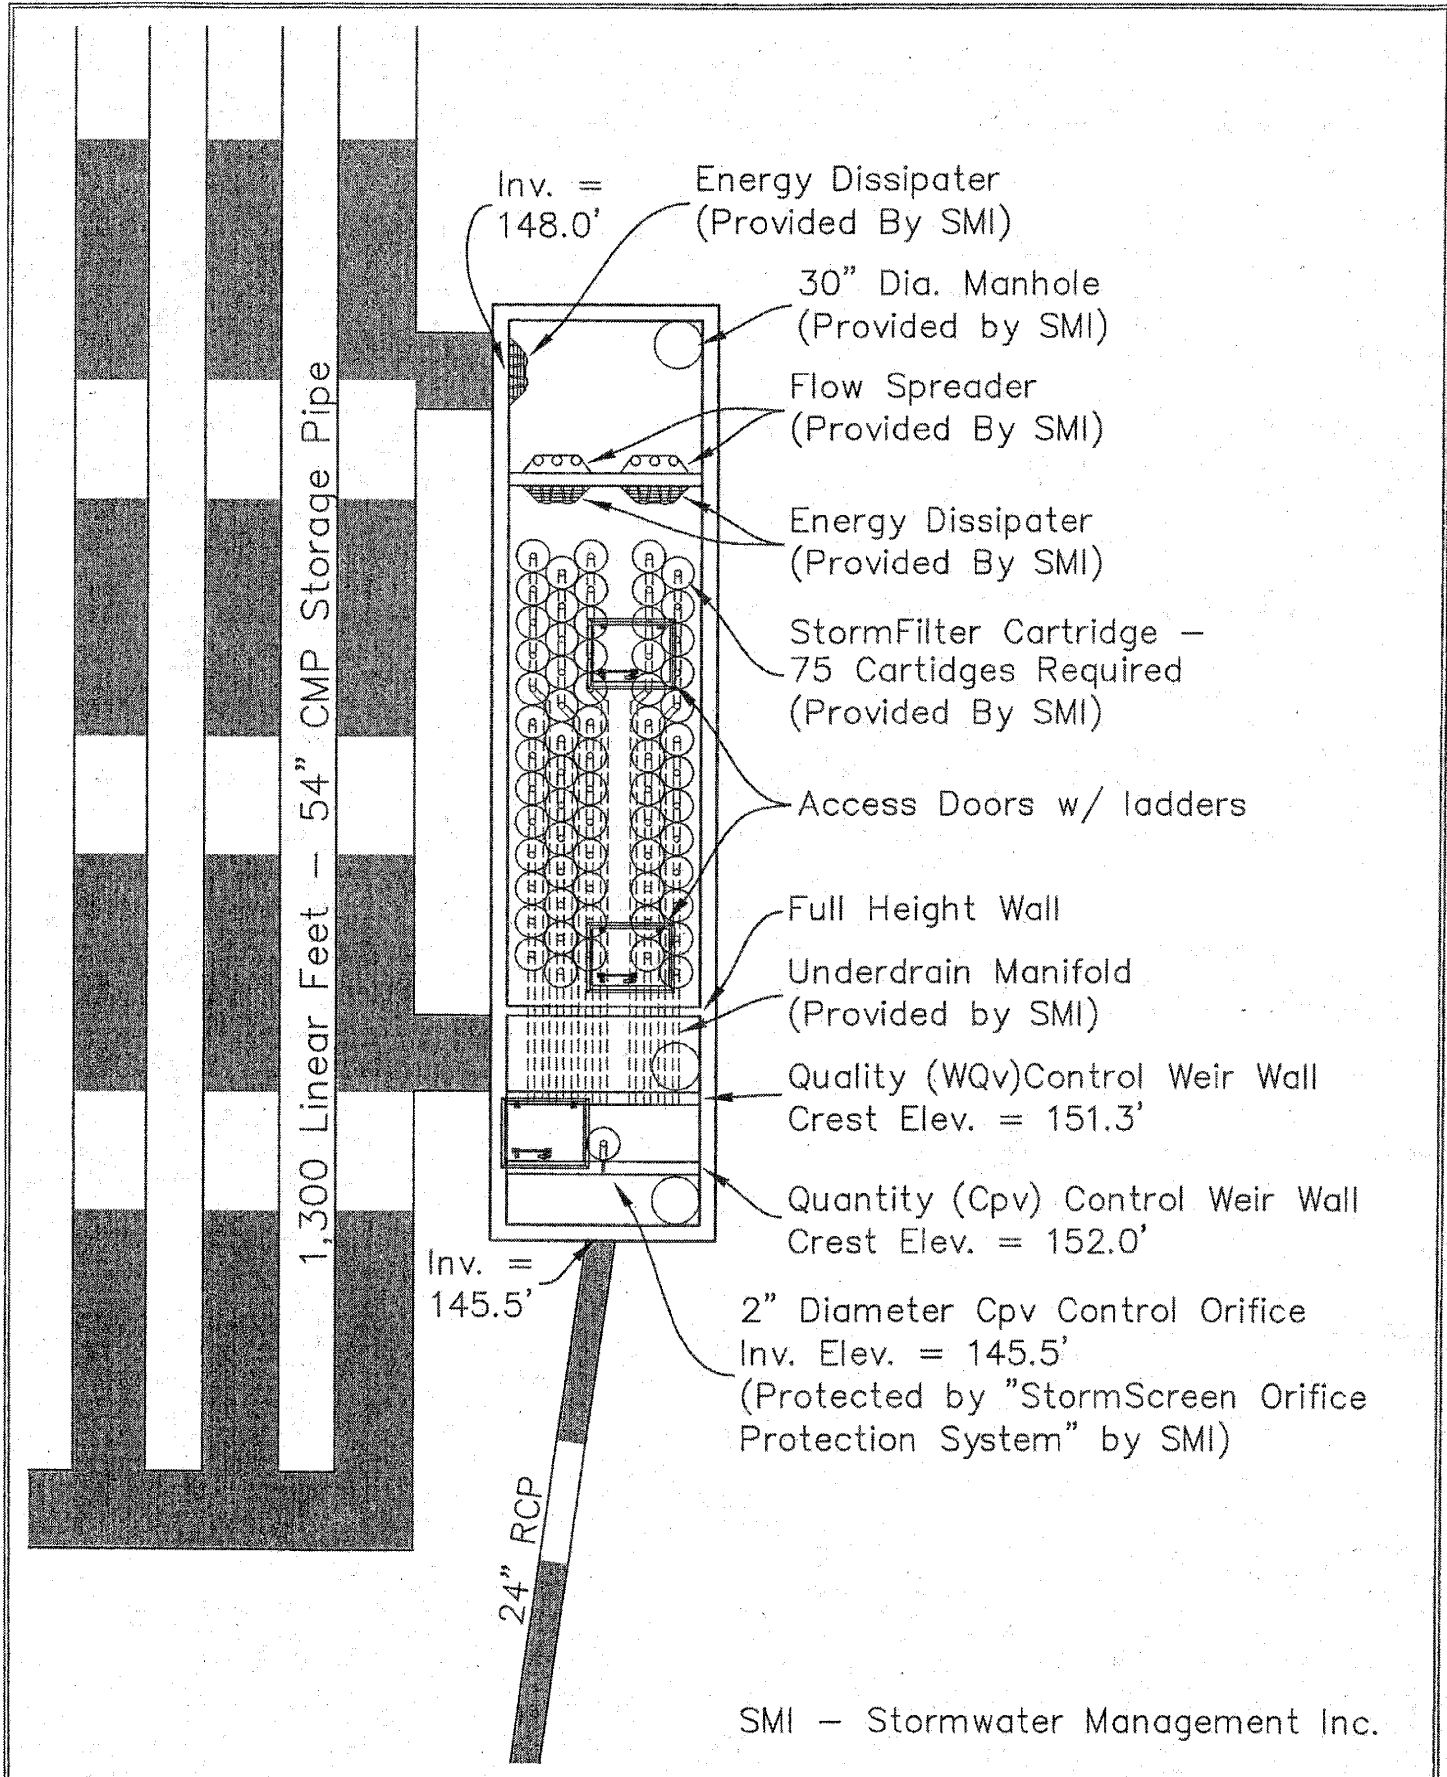 Inv. =
148.0'
Energy Dissipater
(Provided By SMI)
30" Dia. Manhole
(Provided by SMI)
Flow Spreader
(Provided By SMI)
Energy Dissipater
(Provided By SMI)
StormFilter Cartridge –
75 Cartidges Required
(Provided By SMI)
Access Doors w/ ladders
Full Height Wall
Underdrain Manifold
(Provided by SMI)
Quality (WQv)Control Weir Wall
Crest Elev. = 151.3'
Quantity (Cpv) Control Weir Wall
Crest Elev. = 152.0'
1,300 Linear Feet – 54" CMP Storage Pipe
Inv. =
145.5'
2" Diameter Cpv Control Orifice
Inv. Elev. = 145.5'
(Protected by "StormScreen Orifice
Protection System" by SMI)
24" RCP
SMI – Stormwater Management Inc.